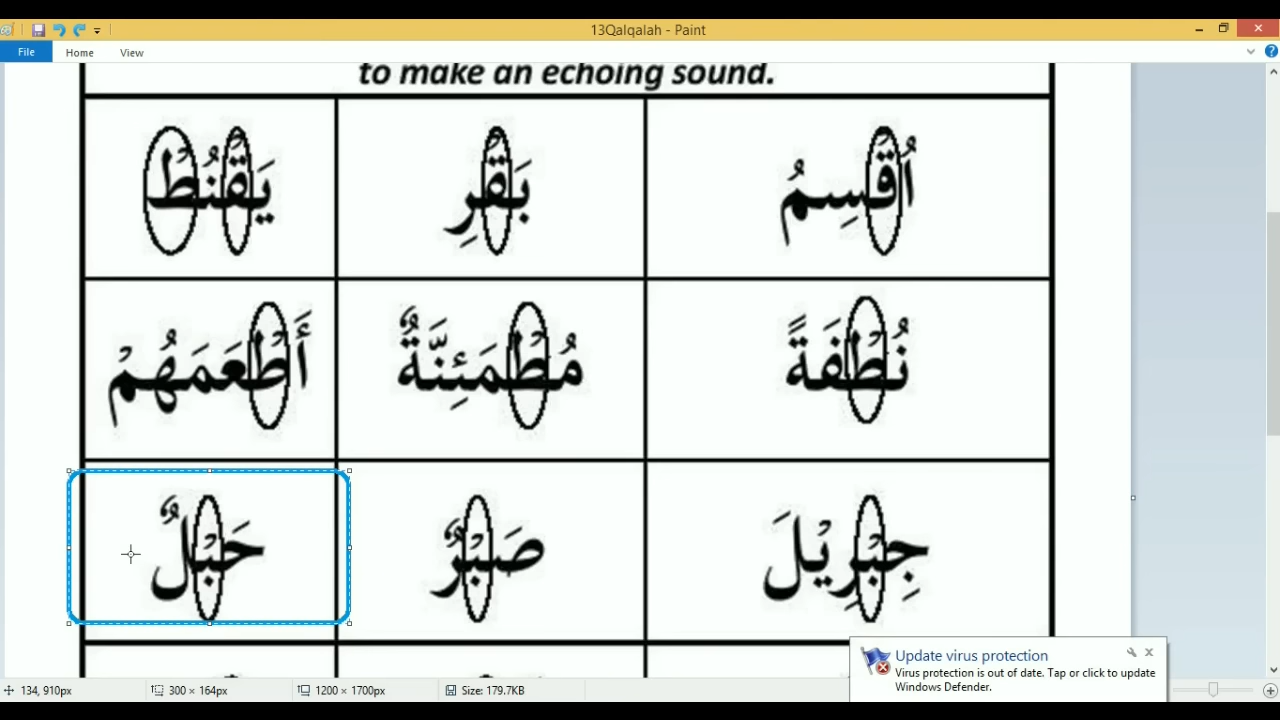 13Qalqalah - Paint
File Home View
to make an echoing sound.
أُقْسِمُ بَقْرِ يَقْنُطْ
نُطْفَةً مُطْمَئِنَّةٌ أَطْعَمَهُمْ
جِبْرِيْلَ صَبْرٌ حَبْلٌ
Update virus protection
Virus protection is out of date. Tap or click to update
Windows Defender.
134, 910px 300 × 164px 1200 × 1700px Size: 179.7KB